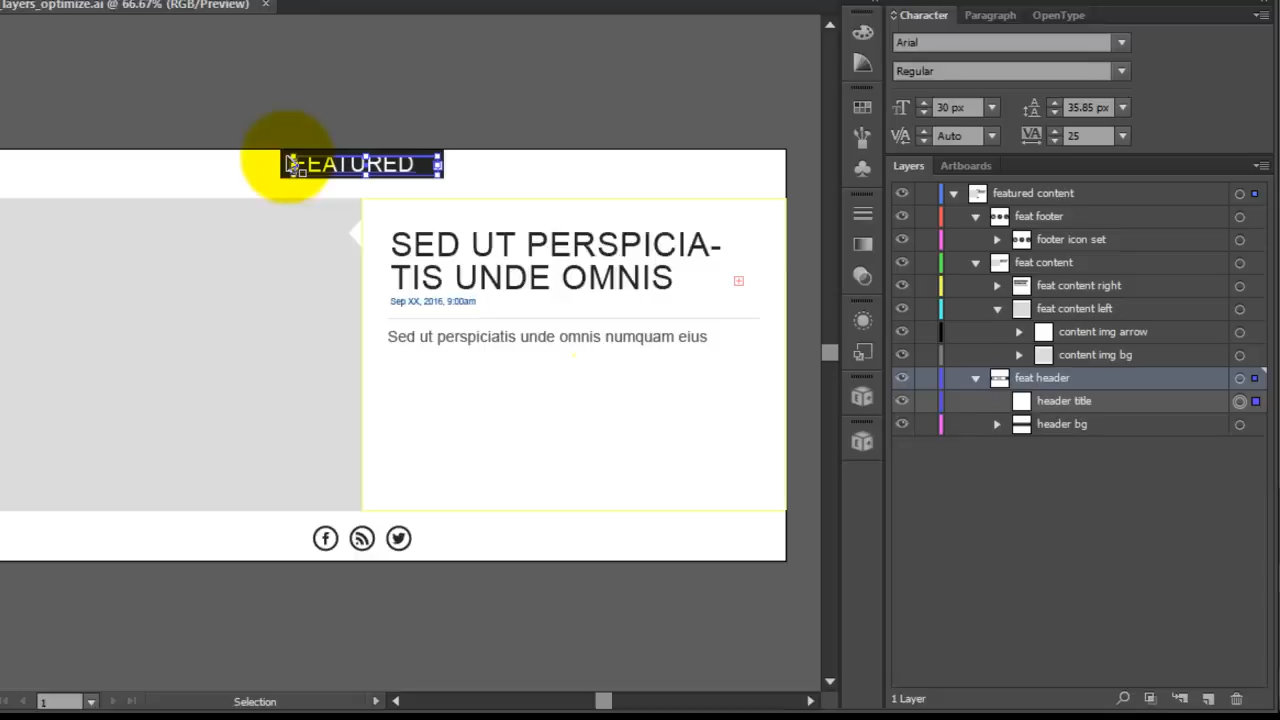 _layers_optimize.ai @ 66.67% (RGB/Preview) ×
FEATURED
SED UT PERSPICIA-
TIS UNDE OMNIS
Sep XX, 2016, 9:00am
Sed ut perspiciatis unde omnis numquam eius
1
Selection
Character Paragraph OpenType
Arial
Regular
30 px 35.85 px
Auto 25
Layers Artboards
featured content
feat footer
footer icon set
feat content
feat content right
feat content left
content img arrow
content img bg
feat header
header title
header bg
1 Layer